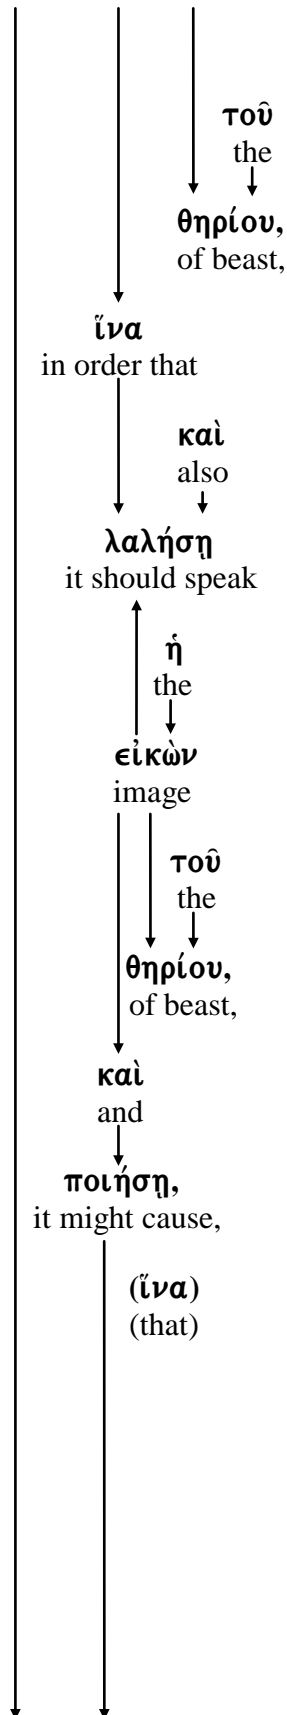 τοῦ
the
θηρίου,
of beast,
ἵνα
in order that
καὶ
also
λαλήσῃ
it should speak
ἡ
the
εἰκὼν
image
τοῦ
the
θηρίου,
of beast,
καὶ
and
ποιήσῃ,
it might cause,
(ἵνα)
(that)